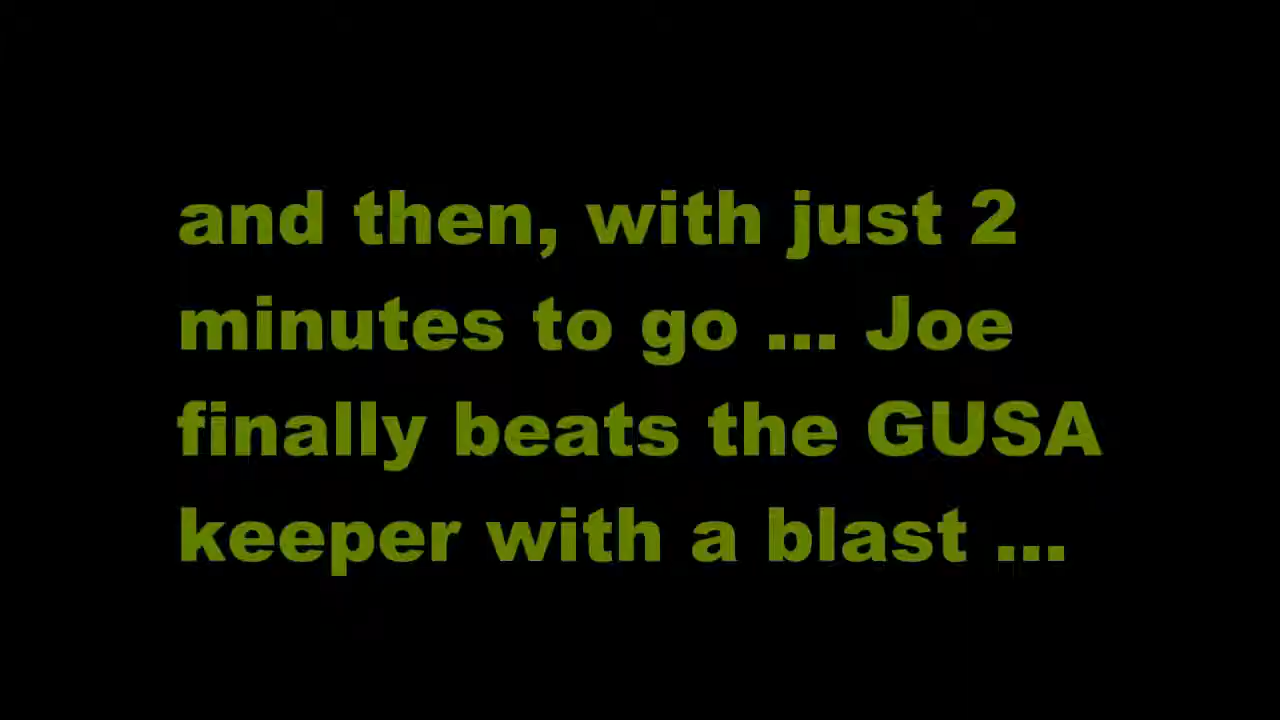 and then, with just 2
minutes to go ... Joe
finally beats the GUSA
keeper with a blast ...